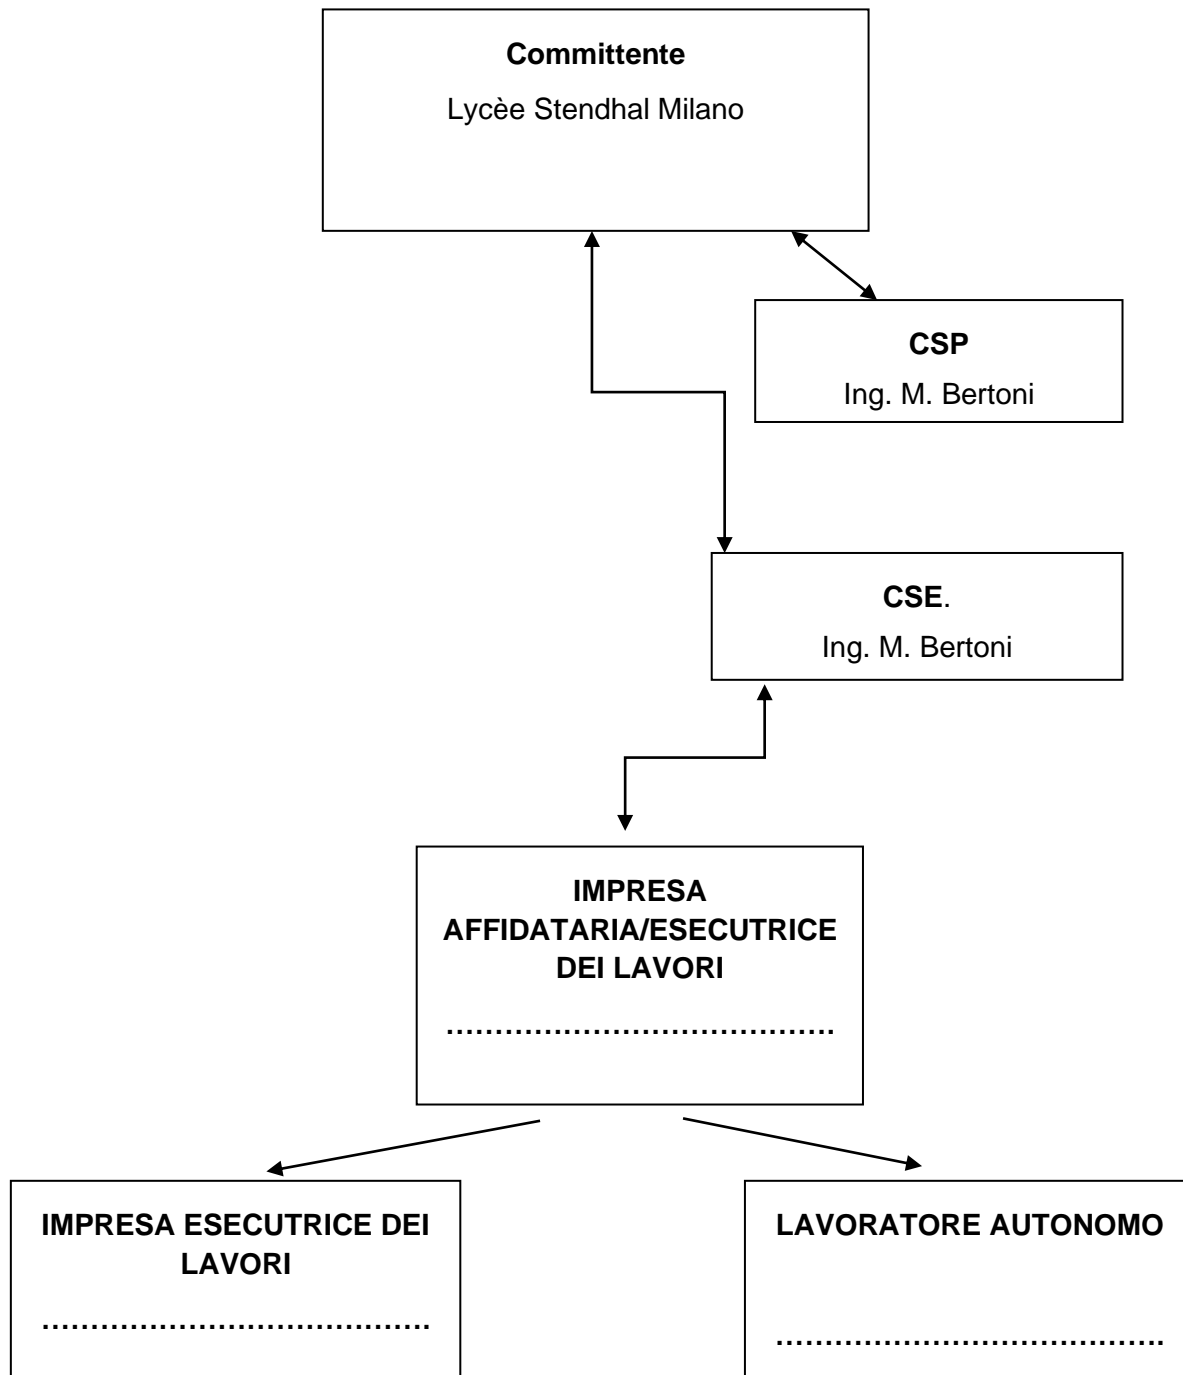 Committente
Lycèe Stendhal Milano
CSP
Ing. M. Bertoni
CSE.
Ing. M. Bertoni
IMPRESA
AFFIDATARIA/ESECUTRICE
DEI LAVORI
…………………………………
IMPRESA ESECUTRICE DEI
LAVORI
…………………………………
LAVORATORE AUTONOMO
…………………………………